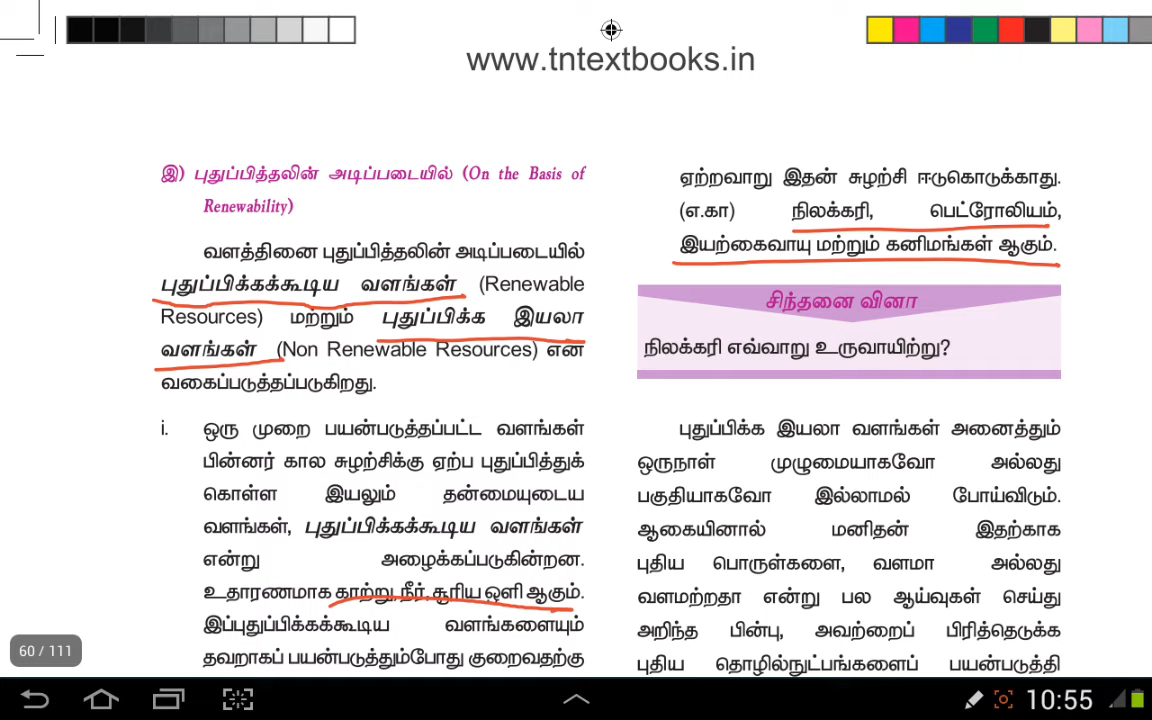 www.tntextbooks.in
இ) புதுப்பித்தலின் அடிப்படையில் (On the Basis of
Renewability)
வளத்தினை புதுப்பித்தலின் அடிப்படையில்
புதுப்பிக்கக்கூடிய வளங்கள் (Renewable
Resources) மற்றும் புதுப்பிக்க இயலா
வளங்கள் (Non Renewable Resources) என
வகைப்படுத்தப்படுகிறது.
i. ஒரு முறை பயன்படுத்தப்பட்ட வளங்கள்
பின்னர் கால சுழற்சிக்கு ஏற்ப புதுப்பித்துக்
கொள்ள இயலும் தன்மையுடைய
வளங்கள், புதுப்பிக்கக்கூடிய வளங்கள்
என்று அழைக்கப்படுகின்றன.
உதாரணமாக காற்று,நீர்,சூரிய ஒளி ஆகும்.
இப்புதுப்பிக்கக்கூடிய வளங்களையும்
தவறாகப் பயன்படுத்தும்போது குறைவதற்கு
ஏற்றவாறு இதன் சுழற்சி ஈடுகொடுக்காது.
(எ.கா) நிலக்கரி, பெட்ரோலியம்,
இயற்கைவாயு மற்றும் கனிமங்கள் ஆகும்.
சிந்தனை வினா
நிலக்கரி எவ்வாறு உருவாயிற்று?
புதுப்பிக்க இயலா வளங்கள் அனைத்தும்
ஒருநாள் முழுமையாகவோ அல்லது
பகுதியாகவோ இல்லாமல் போய்விடும்.
ஆகையினால் மனிதன் இதற்காக
புதிய பொருள்களை, வளமா அல்லது
வளமற்றதா என்று பல ஆய்வுகள் செய்து
அறிந்த பின்பு, அவற்றைப் பிரித்தெடுக்க
புதிய தொழில்நுட்பங்களைப் பயன்படுத்தி
60 / 111
10:55